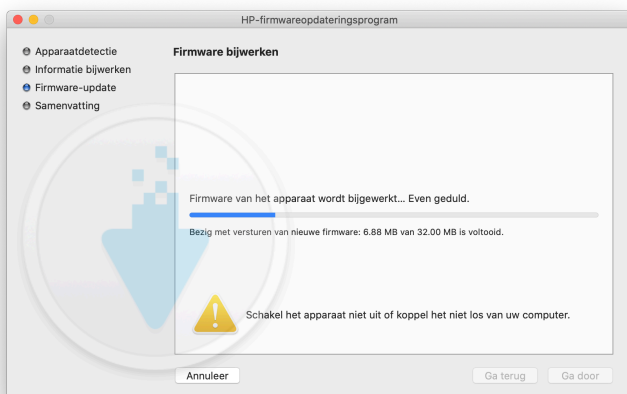 HP-firmwareopdateringsprogram
Apparaatdetectie
Informatie bijwerken
Firmware-update
Samenvatting
Firmware bijwerken
Firmware van het apparaat wordt bijgewerkt... Even geduld.
Bezig met versturen van nieuwe firmware: 6.88 MB van 32.00 MB is voltooid.
Schakel het apparaat niet uit of koppel het niet los van uw computer.
Annuleer
Ga terug
Ga door